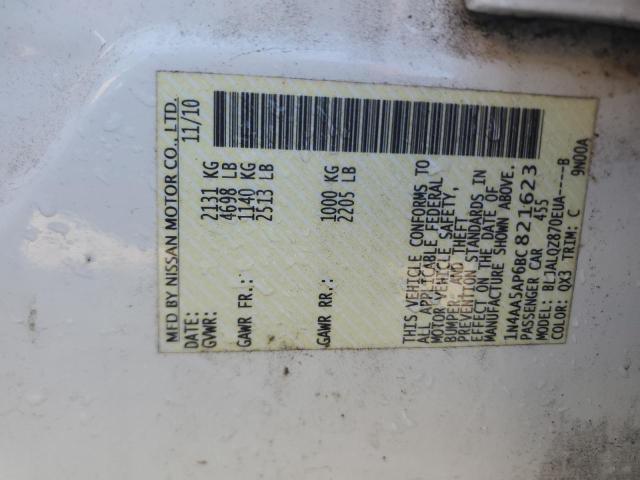 MFD BY NISSAN MOTOR CO., LTD.
DATE: 11/10
GVWR: 2131 KG
4698 LB
GAWR FR.: 1140 KG
2513 LB
GAWR RR.: 1000 KG
2205 LB
THIS VEHICLE CONFORMS TO
ALL APPLICABLE FEDERAL
MOTOR VEHICLE SAFETY,
BUMPER, AND THEFT
PREVENTION STANDARDS IN
EFFECT ON THE DATE OF
MANUFACTURE SHOWN ABOVE.
1N4AA5AP6BC821623
PASSENGER CAR 455
MODEL: BL1ALQZ870EUA-----B
COLOR: QX3 TRIM: C 9N00A